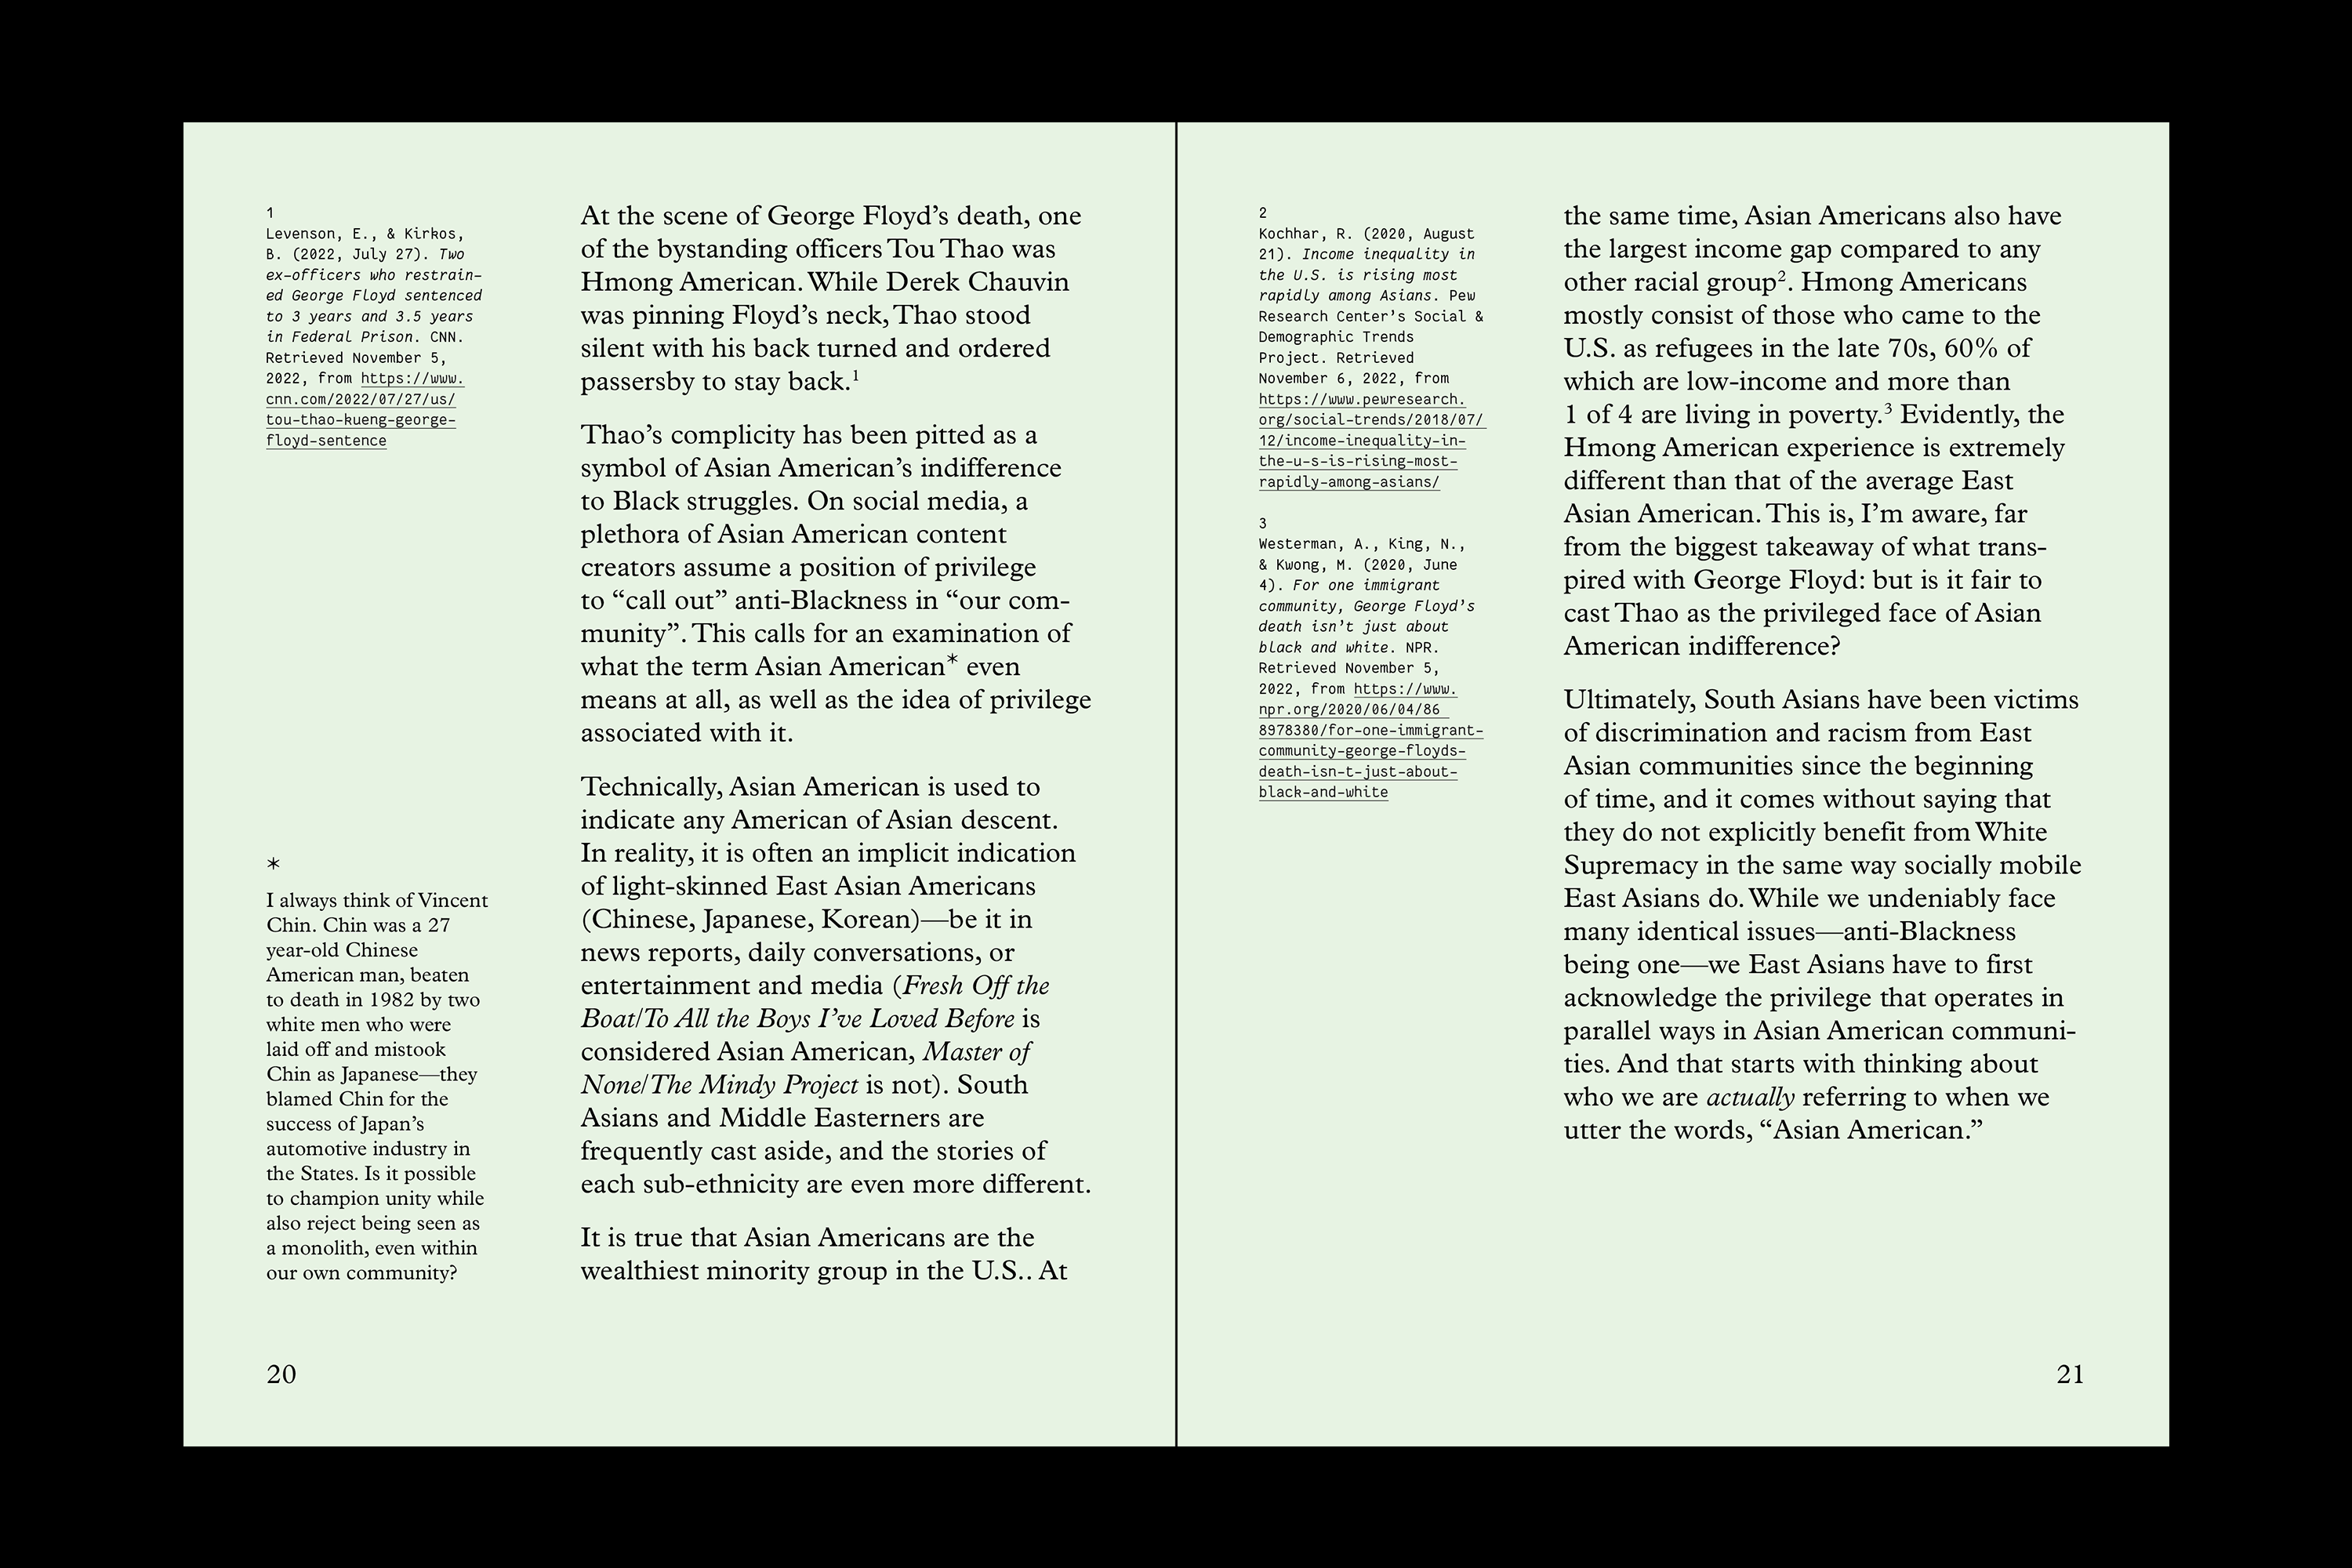 1
Levenson, E., & Kirkos,
B. (2022, July 27). Two
ex-officers who restrain-
ed George Floyd sentenced
to 3 years and 3.5 years
in Federal Prison. CNN.
Retrieved November 5,
2022, from https://www.
cnn.com/2022/07/27/us/
tou-thao-kueng-george-
floyd-sentence
*
I always think of Vincent
Chin. Chin was a 27
year-old Chinese
American man, beaten
to death in 1982 by two
white men who were
laid off and mistook
Chin as Japanese—they
blamed Chin for the
success of Japan’s
automotive industry in
the States. Is it possible
to champion unity while
also reject being seen as
a monolith, even within
our own community?
At the scene of George Floyd’s death, one
of the bystanding officers Tou Thao was
Hmong American. While Derek Chauvin
was pinning Floyd’s neck, Thao stood
silent with his back turned and ordered
passersby to stay back.¹
Thao’s complicity has been pitted as a
symbol of Asian American’s indifference
to Black struggles. On social media, a
plethora of Asian American content
creators assume a position of privilege
to “call out” anti-Blackness in “our com-
munity”. This calls for an examination of
what the term Asian American* even
means at all, as well as the idea of privilege
associated with it.
Technically, Asian American is used to
indicate any American of Asian descent.
In reality, it is often an implicit indication
of light-skinned East Asian Americans
(Chinese, Japanese, Korean)—be it in
news reports, daily conversations, or
entertainment and media (Fresh Off the
Boat/To All the Boys I’ve Loved Before is
considered Asian American, Master of
None/The Mindy Project is not). South
Asians and Middle Easterners are
frequently cast aside, and the stories of
each sub-ethnicity are even more different.
It is true that Asian Americans are the
wealthiest minority group in the U.S.. At
20
2
Kochhar, R. (2020, August
21). Income inequality in
the U.S. is rising most
rapidly among Asians. Pew
Research Center’s Social &
Demographic Trends
Project. Retrieved
November 6, 2022, from
https://www.pewresearch.
org/social-trends/2018/07/
12/income-inequality-in-
the-u-s-is-rising-most-
rapidly-among-asians/
3
Westerman, A., King, N.,
& Kwong, M. (2020, June
4). For one immigrant
community, George Floyd’s
death isn’t just about
black and white. NPR.
Retrieved November 5,
2022, from https://www.
npr.org/2020/06/04/86
8978380/for-one-immigrant-
community-george-floyds-
death-isn-t-just-about-
black-and-white
the same time, Asian Americans also have
the largest income gap compared to any
other racial group². Hmong Americans
mostly consist of those who came to the
U.S. as refugees in the late 70s, 60% of
which are low-income and more than
1 of 4 are living in poverty.³ Evidently, the
Hmong American experience is extremely
different than that of the average East
Asian American. This is, I’m aware, far
from the biggest takeaway of what trans-
pired with George Floyd: but is it fair to
cast Thao as the privileged face of Asian
American indifference?
Ultimately, South Asians have been victims
of discrimination and racism from East
Asian communities since the beginning
of time, and it comes without saying that
they do not explicitly benefit from White
Supremacy in the same way socially mobile
East Asians do. While we undeniably face
many identical issues—anti-Blackness
being one—we East Asians have to first
acknowledge the privilege that operates in
parallel ways in Asian American communi-
ties. And that starts with thinking about
who we are actually referring to when we
utter the words, “Asian American.”
21